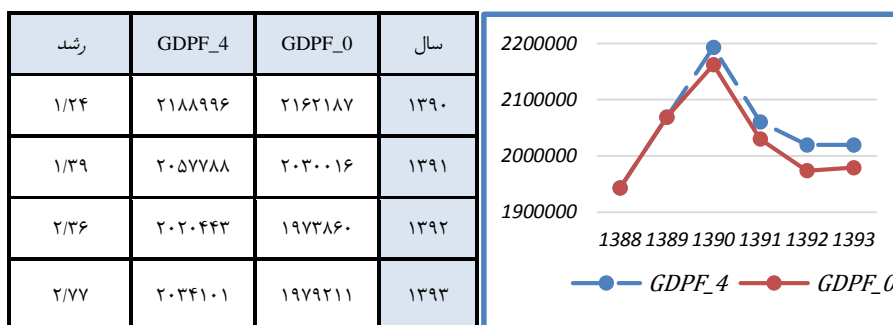 سال GDPF_0 GDPF_4 رشد
۱۳۹۰ ۲۱۶۲۱۸۷ ۲۱۸۸۹۹۶ ۱/۲۴
۱۳۹۱ ۲۰۳۰۰۱۶ ۲۰۵۷۷۸۸ ۱/۳۹
۱۳۹۲ ۱۹۷۳۸۶۰ ۲۰۲۰۴۴۳ ۲/۳۶
۱۳۹۳ ۱۹۷۹۲۱۱ ۲۰۳۴۱۰۱ ۲/۷۷
2200000
2100000
2000000
1900000
1388 1389 1390 1391 1392 1393
GDPF_4 GDPF_0